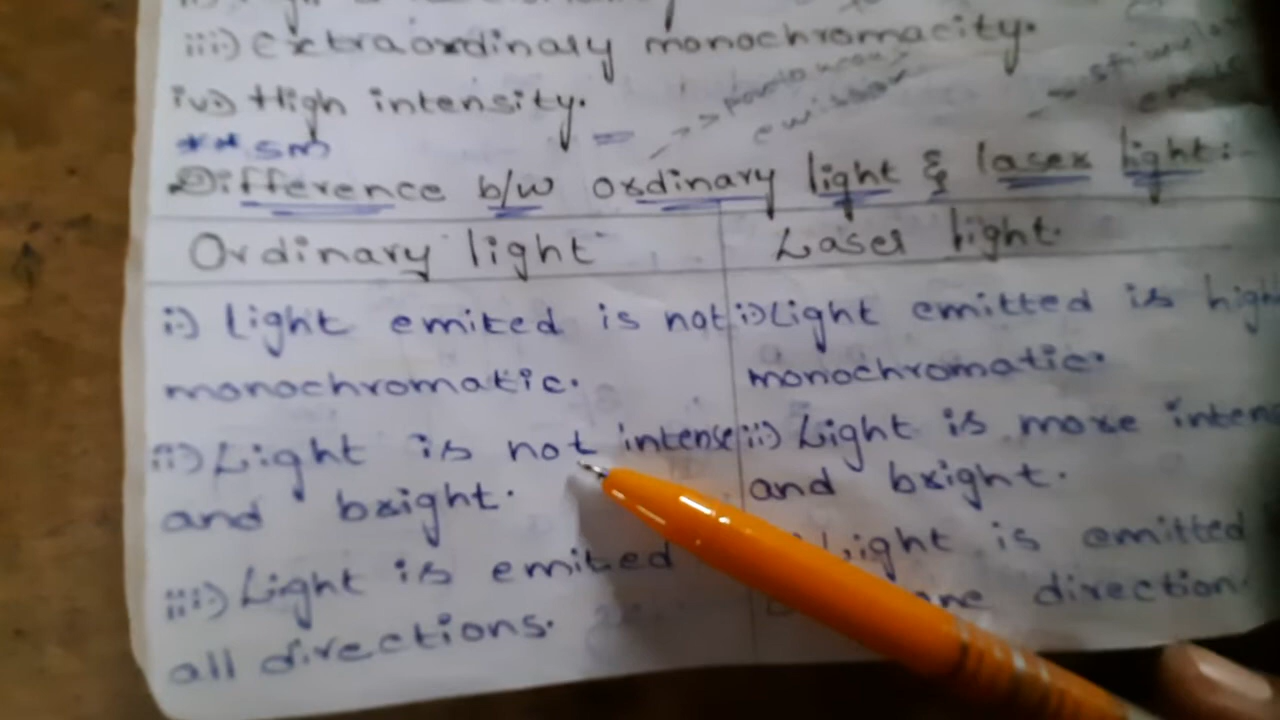 iii) extraordinary monochromacity.
iv) High intensity.
** 5m
Difference b/w ordinary light & laser light:
Ordinary light
Laser light.
i) Light emited is not
monochromatic.
i) Light emitted is
monochromatic.
ii) Light is not intense
and bright.
ii) Light is more
and bright.
iii) Light is emited
all directions.
Light is emitted
one direction.